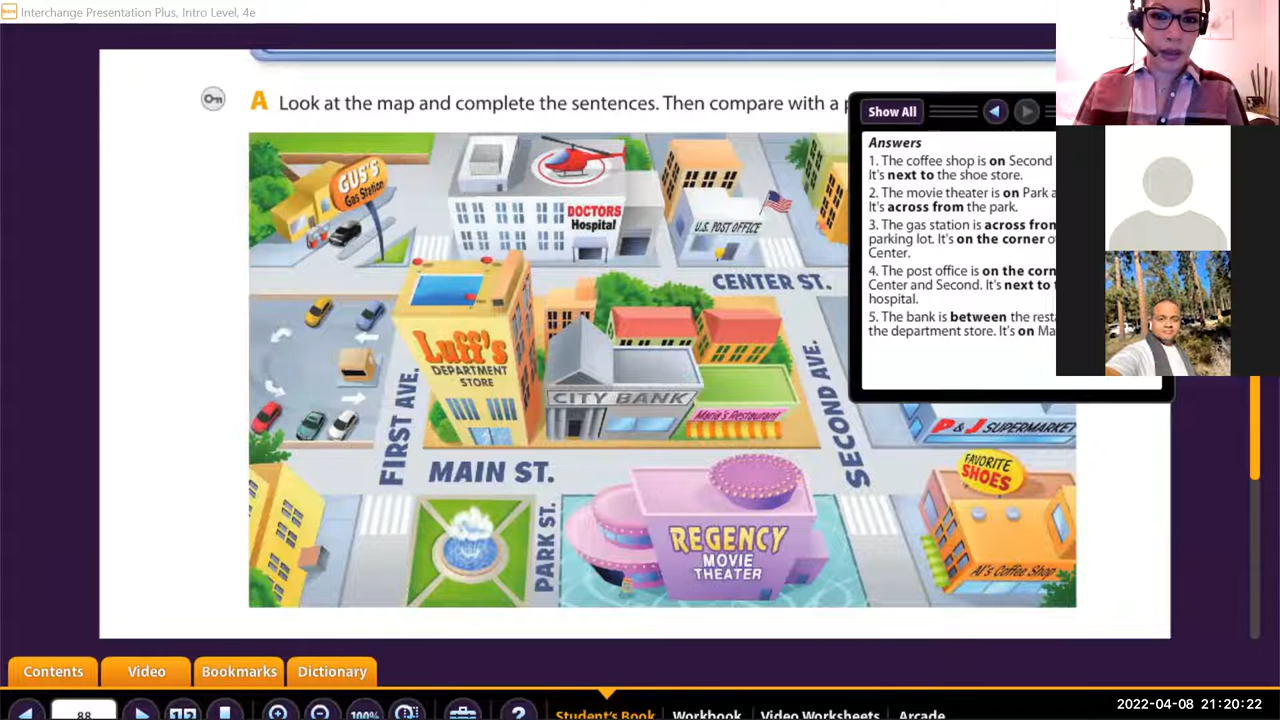 Interchange Presentation Plus, Intro Level, 4e
A Look at the map and complete the sentences. Then compare with a
Show All
Answers
1. The coffee shop is on Second
It's next to the shoe store.
2. The movie theater is on Park
It's across from the park.
3. The gas station is across from
parking lot. It's on the corner
Center.
4. The post office is on the
Center and Second. It's next to
hospital.
5. The bank is between the
the department store. It's on
GUS'S
Gas Station
DOCTORS
Hospital
U.S. POST OFFICE
CENTER ST.
Luff's
DEPARTMENT
STORE
CITY BANK
Maria's Restaurant
FIRST AVE.
SECOND AVE.
MAIN ST.
P & J SUPERMARKET
FAVORITE
SHOES
PARK ST.
REGENCY
MOVIE
THEATER
Al's Coffee Shop
Contents
Video
Bookmarks
Dictionary
88
100%
?
Student's Book
Workbook
Video Worksheets
Arcade
2022-04-08 21:20:22